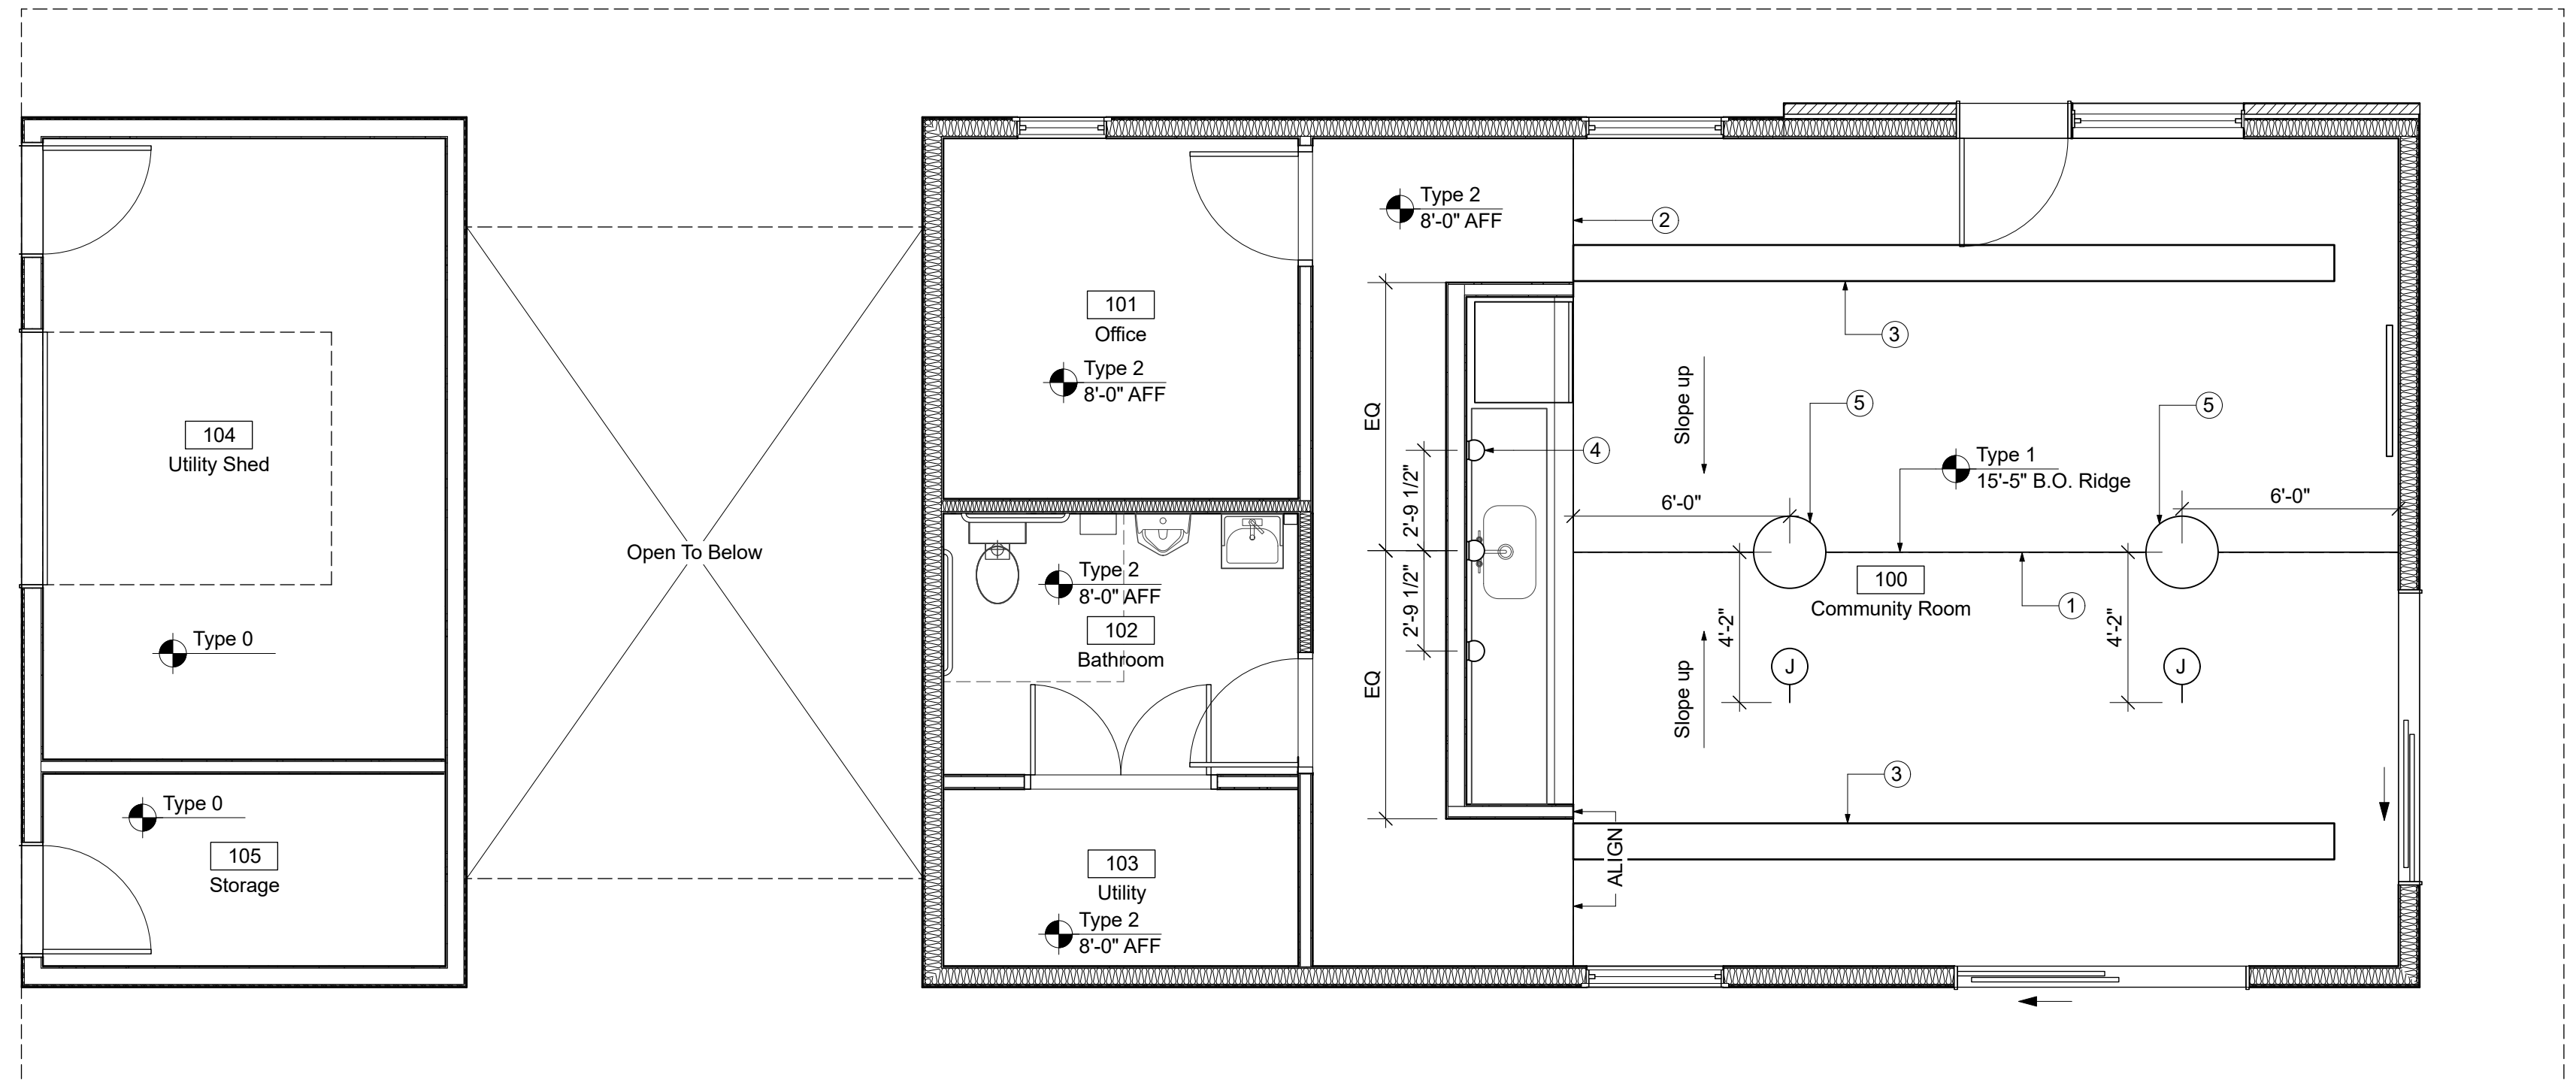 Type 2
8'-0" AFF
2
101
Office
3
Type 2
8'-0" AFF
EQ
Slope up
5
5
104
Utility Shed
4
Type 1
15'-5" B.O. Ridge
2'-9 1/2"
6'-0"
6'-0"
Open To Below
Type 2
8'-0" AFF
2'-9 1/2"
100
Community Room
1
102
Bathroom
4'-2"
4'-2"
Type 0
J
J
EQ
Slope up
3
Type 0
105
Storage
103
Utility
ALIGN
Type 2
8'-0" AFF